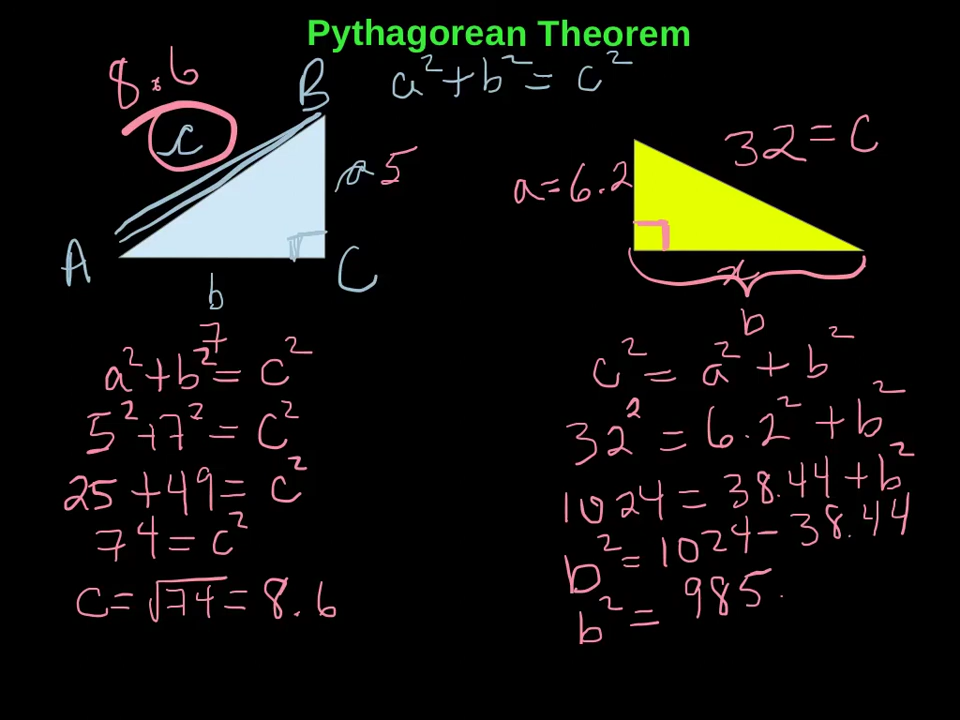 Pythagorean Theorem
a² + b² = c²
8.6
B
c
a 5
A
C
b
7
a² + b² = c²
5² + 7² = c²
25 + 49 = c²
74 = c²
c = √74 = 8.6
32 = C
a = 6.2
x
b
c² = a² + b²
32² = 6.2² + b²
1024 = 38.44 + b²
b² = 1024 - 38.44
b² = 985.